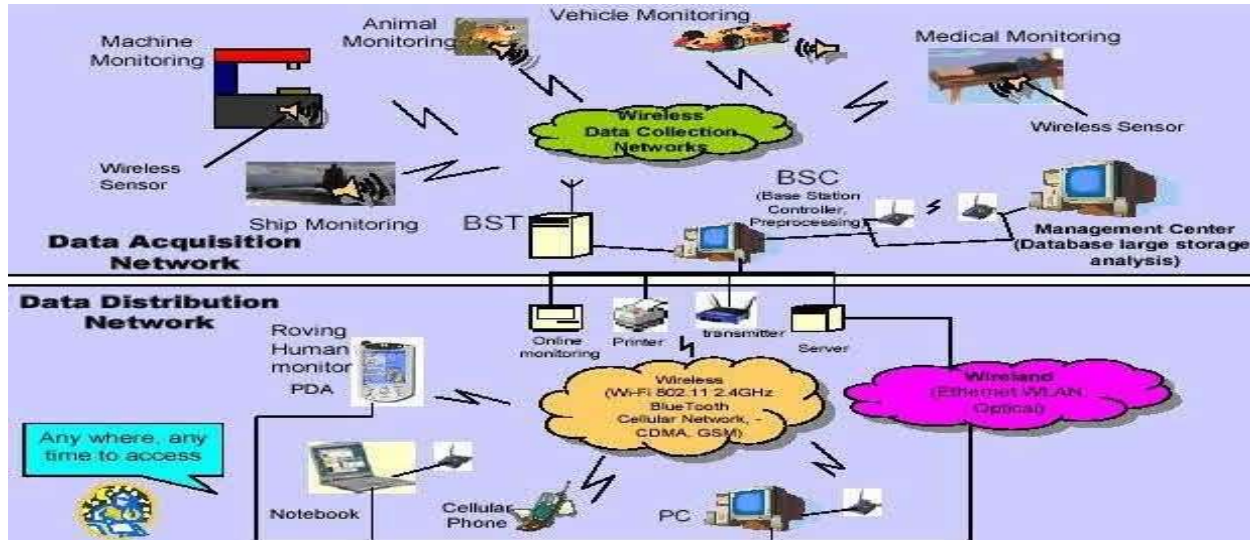 Machine
Monitoring
Animal
Monitoring
Vehicle Monitoring
Medical Monitoring
Wireless
Data Collection
Networks
Wireless Sensor
Wireless
Sensor
Ship Monitoring
BST
BSC
(Base Station
Controller,
Preprocessing)
Management Center
(Database large storage
analysis)
Data Acquisition
Network
Data Distribution
Network
Online
monitoring
Printer
transmitter
Server
Roving
Human
monitor
PDA
Wireless
(Wi-Fi 802.11 2.4GHz
BlueTooth
Cellular Network, -
CDMA, GSM)
Wireland
(Ethernet WLAN,
Optical)
Any where, any
time to access
Notebook
Cellular
Phone
PC